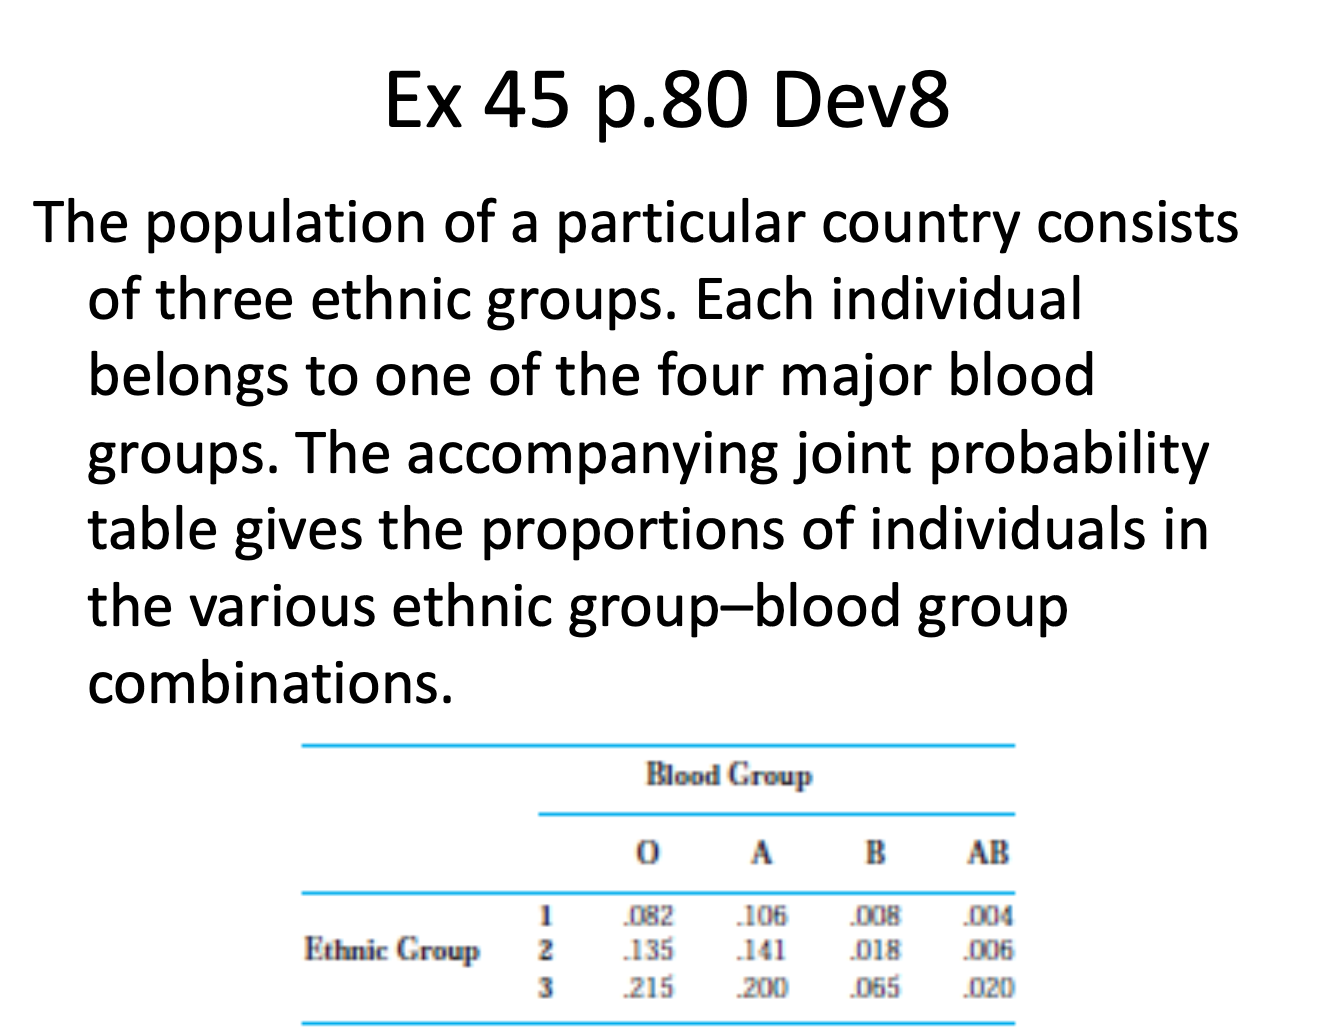 Ex 45 p.80 Dev8
The population of a particular country consists
of three ethnic groups. Each individual
belongs to one of the four major blood
groups. The accompanying joint probability
table gives the proportions of individuals in
the various ethnic group–blood group
combinations.
Blood Group
O A B AB
1 .082 .106 .008 .004
Ethnic Group 2 .135 .141 .018 .006
3 .215 .200 .065 .020